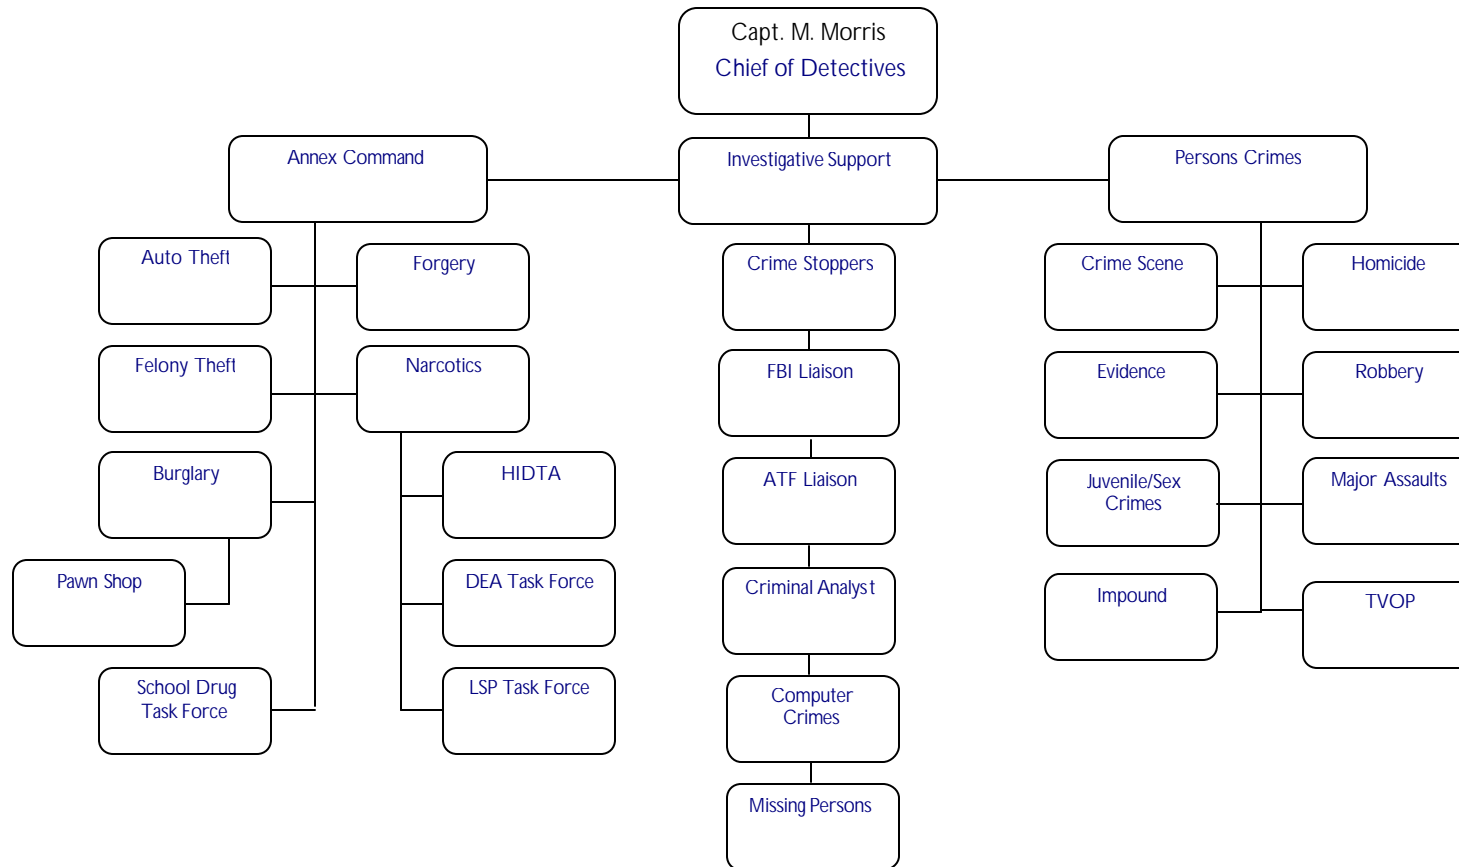 Capt. M. Morris
Chief of Detectives
Annex Command
Investigative Support
Persons Crimes
Auto Theft
Forgery
Crime Stoppers
Crime Scene
Homicide
Felony Theft
Narcotics
FBI Liaison
Evidence
Robbery
Burglary
HIDTA
ATF Liaison
Juvenile/Sex
Crimes
Major Assaults
Pawn Shop
DEA Task Force
Criminal Analyst
Impound
TVOP
School Drug
Task Force
LSP Task Force
Computer
Crimes
Missing Persons